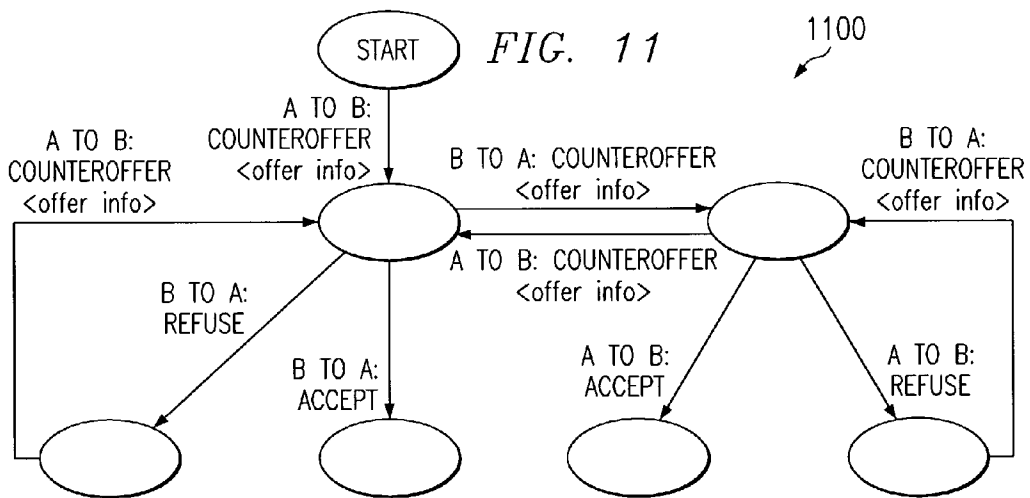 START
FIG. 11
1100
A TO B:
COUNTEROFFER
<offer info>
A TO B:
COUNTEROFFER
<offer info>
B TO A: COUNTEROFFER
<offer info>
B TO A:
COUNTEROFFER
<offer info>
A TO B: COUNTEROFFER
<offer info>
B TO A:
REFUSE
B TO A:
ACCEPT
A TO B:
ACCEPT
A TO B:
REFUSE